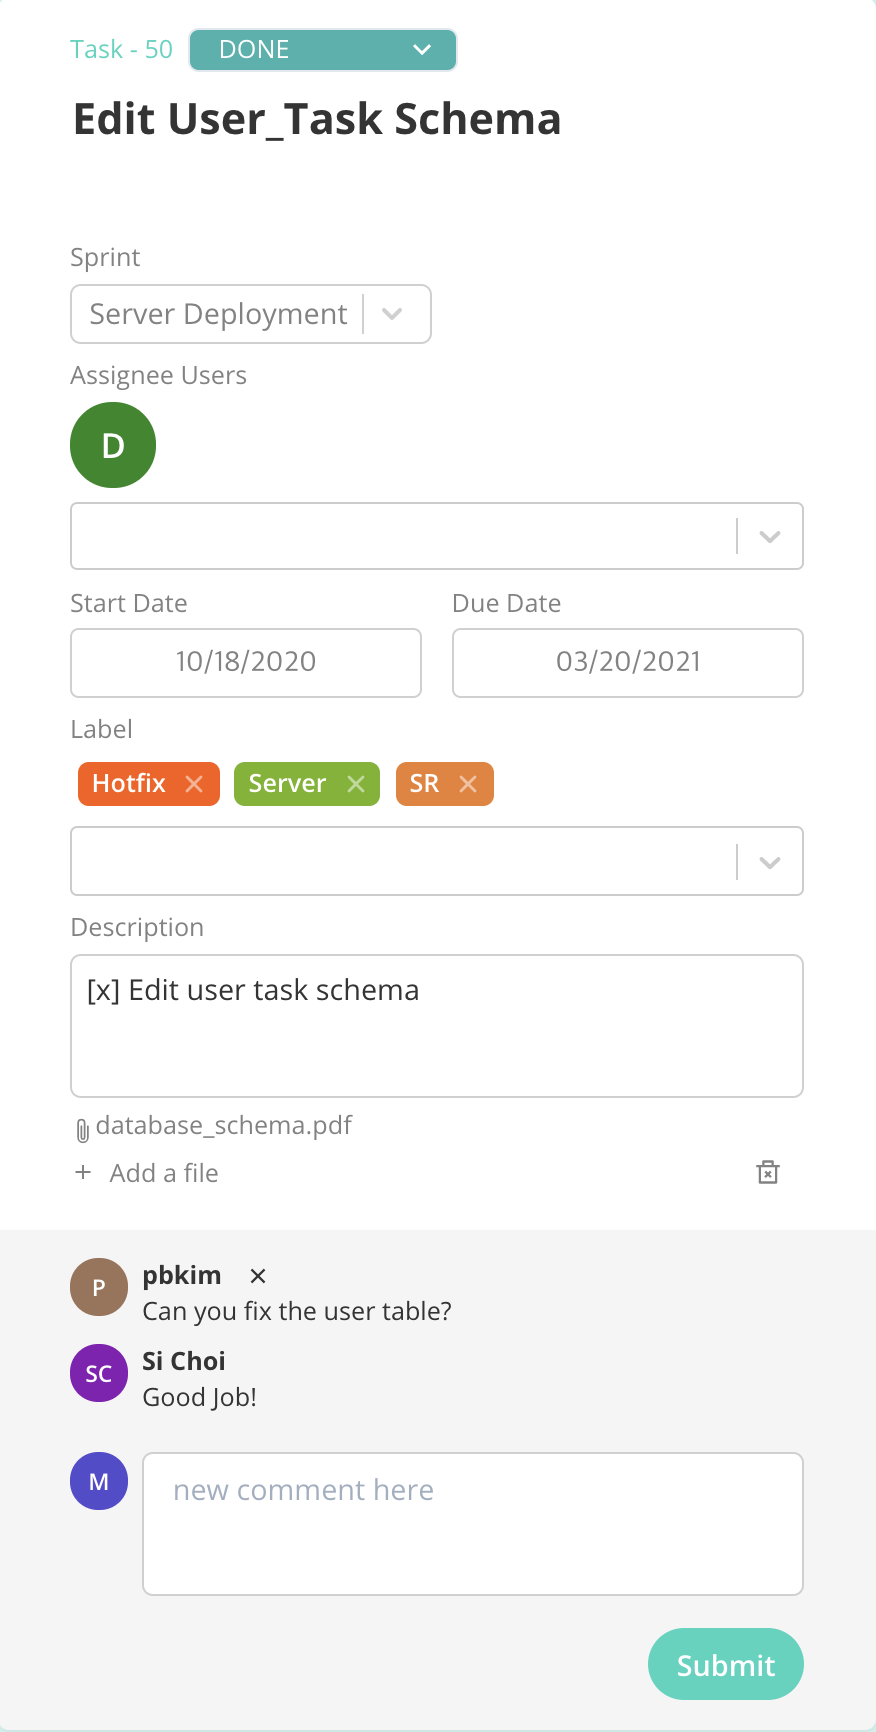 Task - 50 DONE
Edit User_Task Schema
Sprint
Server Deployment
Assignee Users
D
Start Date Due Date
10/18/2020 03/20/2021
Label
Hotfix Server SR
Description
[x] Edit user task schema
database_schema.pdf
+ Add a file
P pbkim
Can you fix the user table?
SC Si Choi
Good Job!
M new comment here
Submit